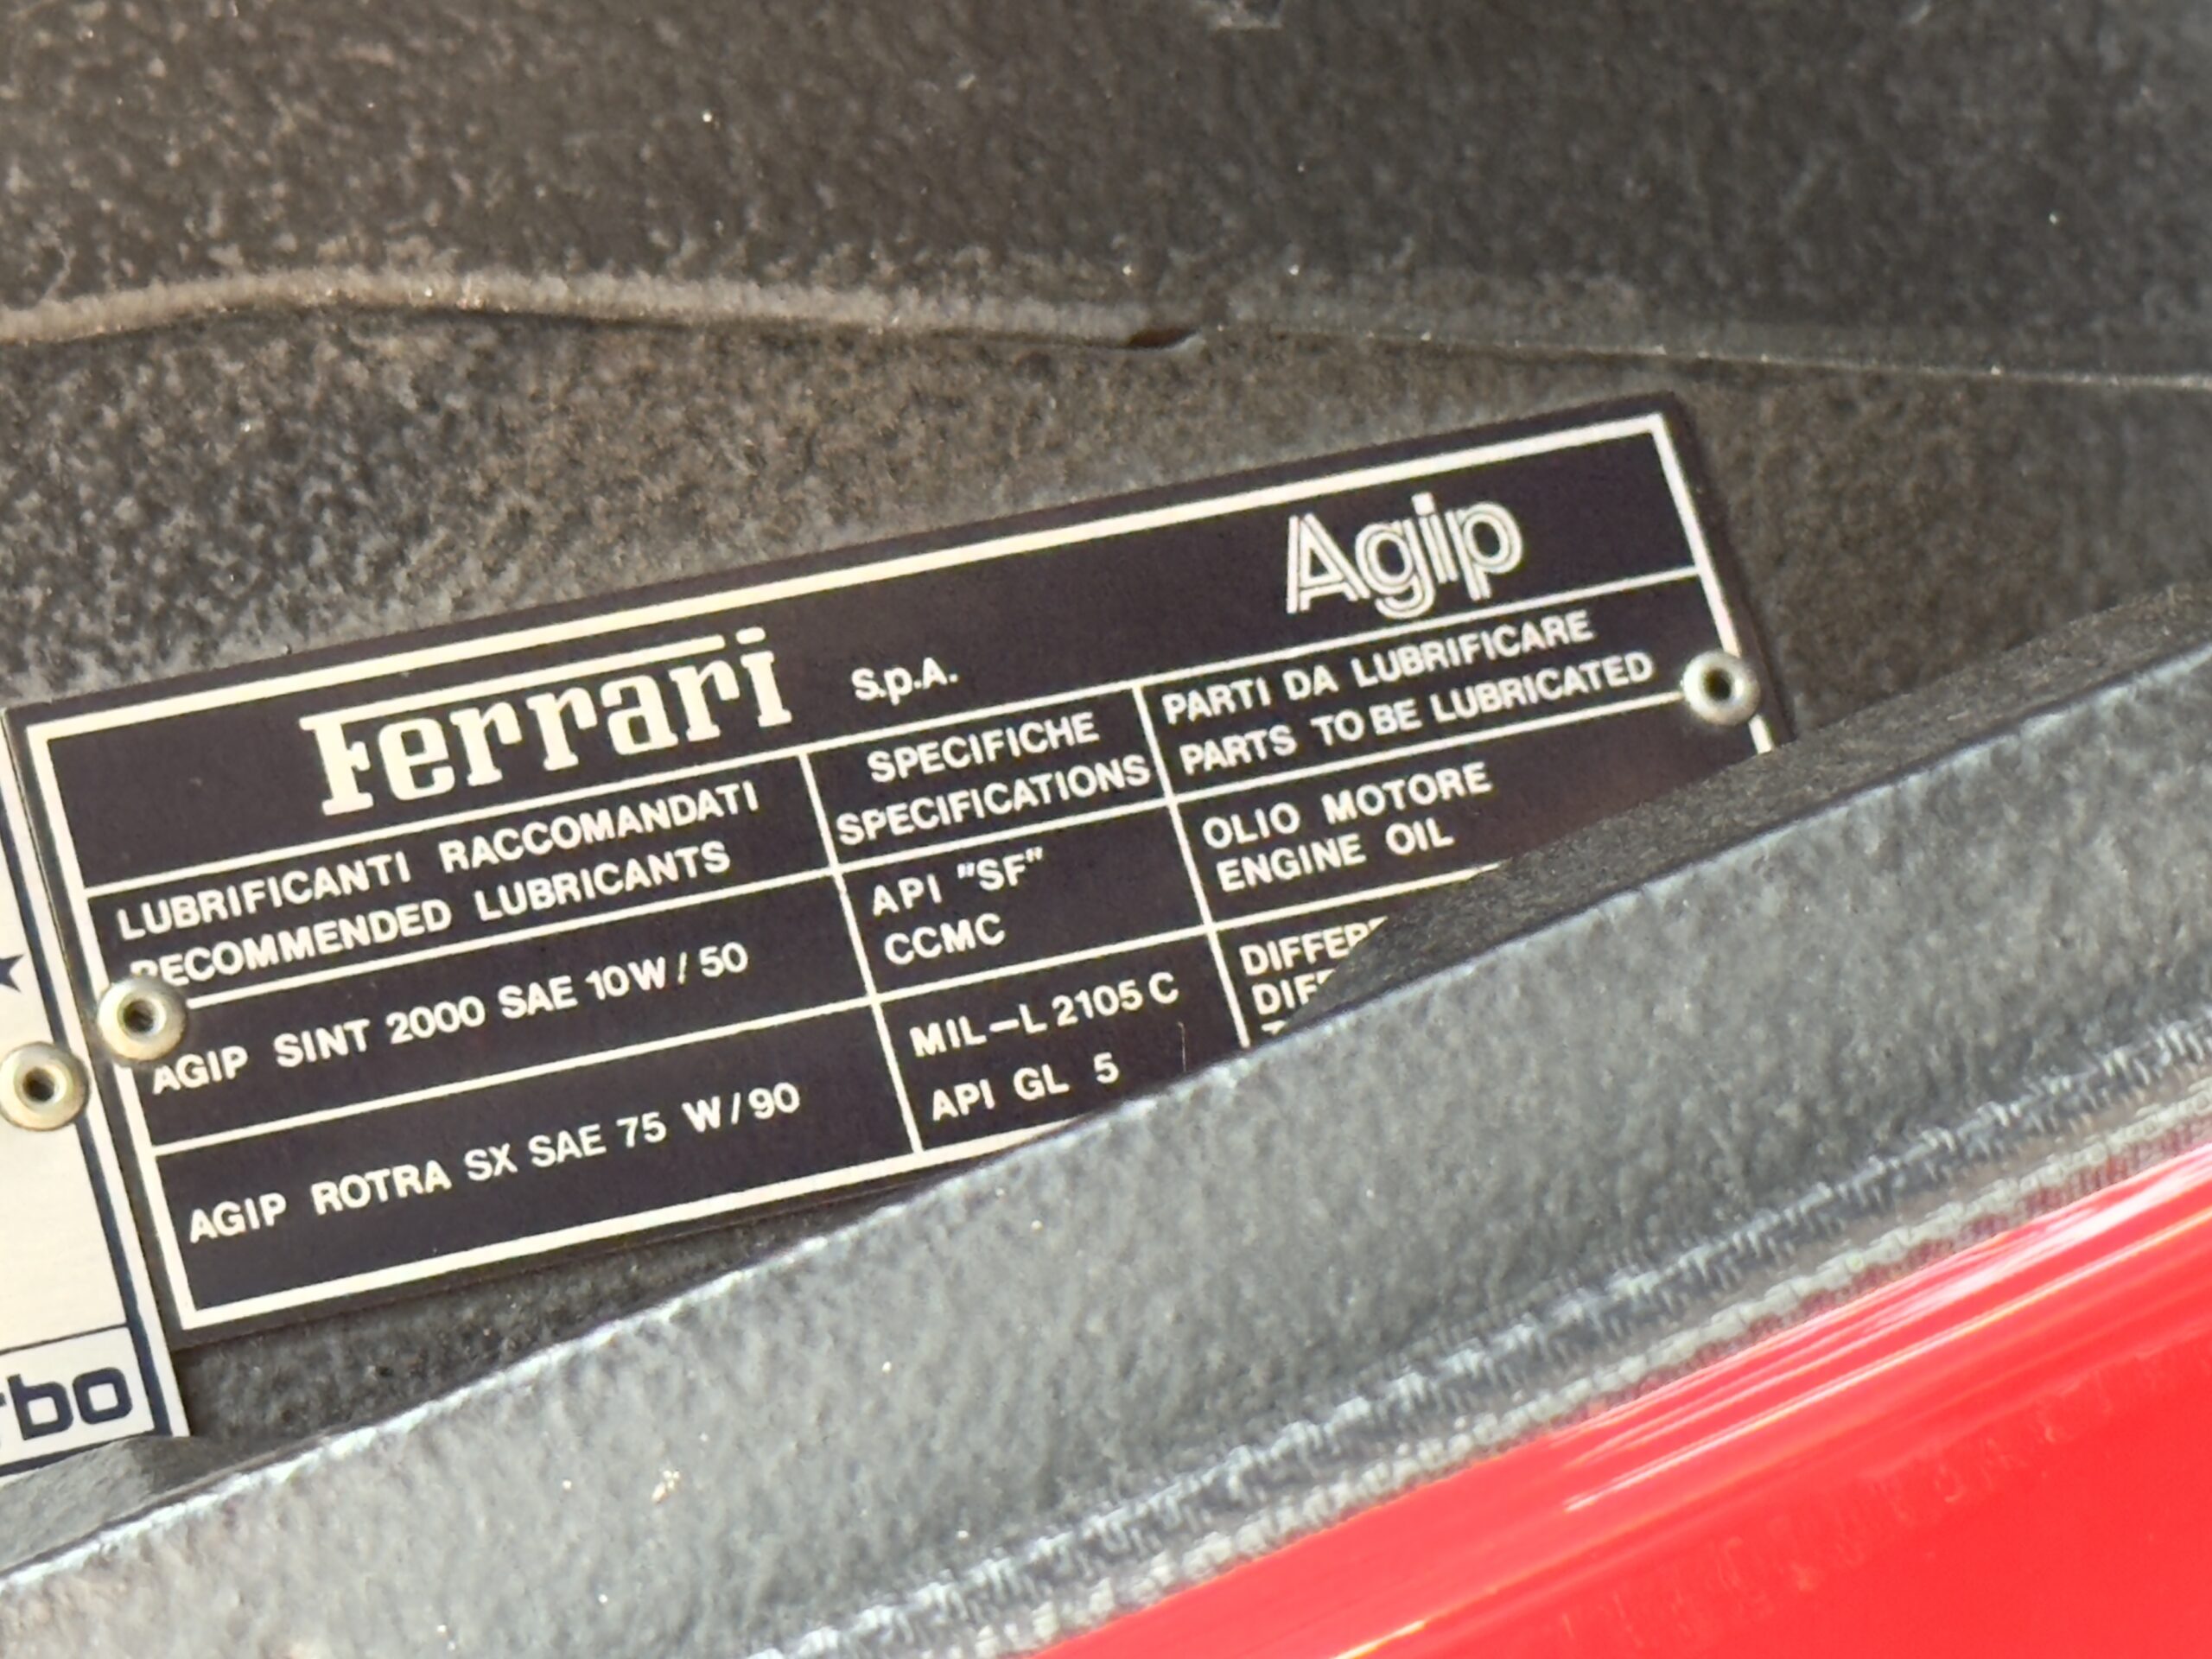 Ferrari S.p.A. Agip
LUBRIFICANTI RACCOMANDATI
RECOMMENDED LUBRICANTS
SPECIFICHE
SPECIFICATIONS
PARTI DA LUBRIFICARE
PARTS TO BE LUBRICATED
AGIP SINT 2000 SAE 10W/50
API "SF"
CCMC
OLIO MOTORE
ENGINE OIL
AGIP ROTRA SX SAE 75 W/90
MIL-L 2105 C
API GL 5